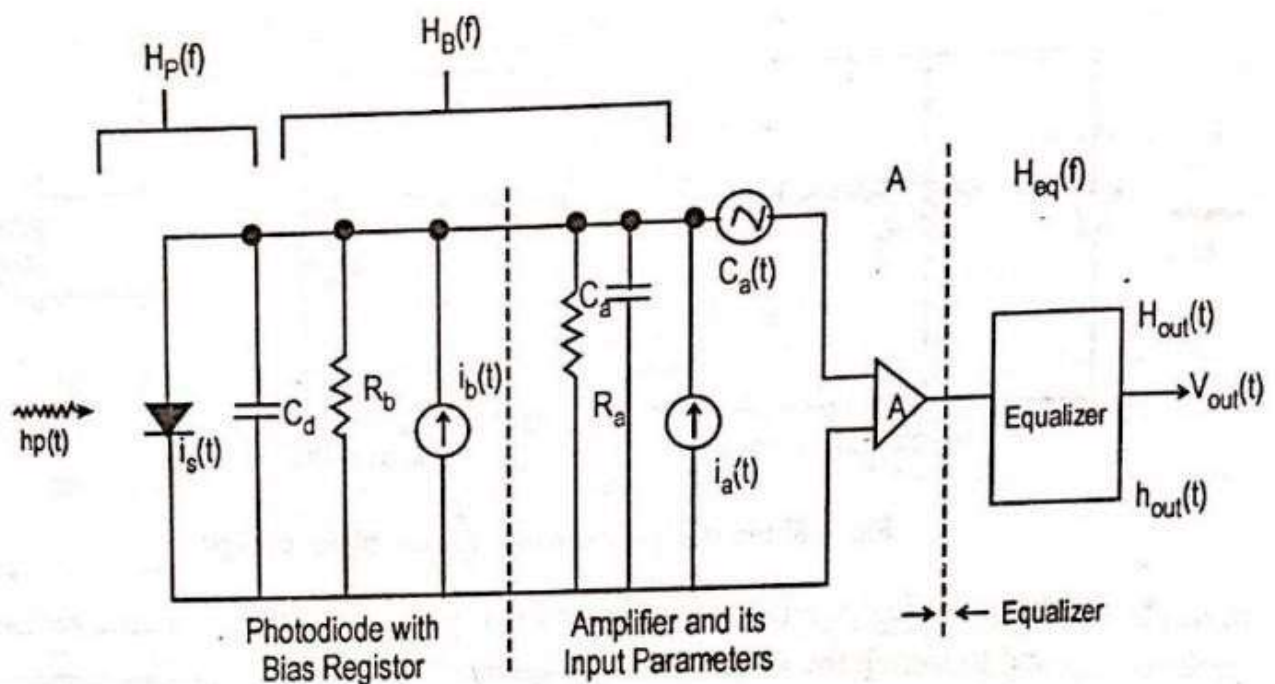 H_P(f)
H_B(f)
A
H_eq(f)
C_a(t)
C_a
i_b(t)
R_b
C_d
R_a
i_a(t)
i_s(t)
hp(t)
A
Equalizer
H_out(t)
V_out(t)
h_out(t)
Photodiode with
Bias Registor
Amplifier and its
Input Parameters
Equalizer